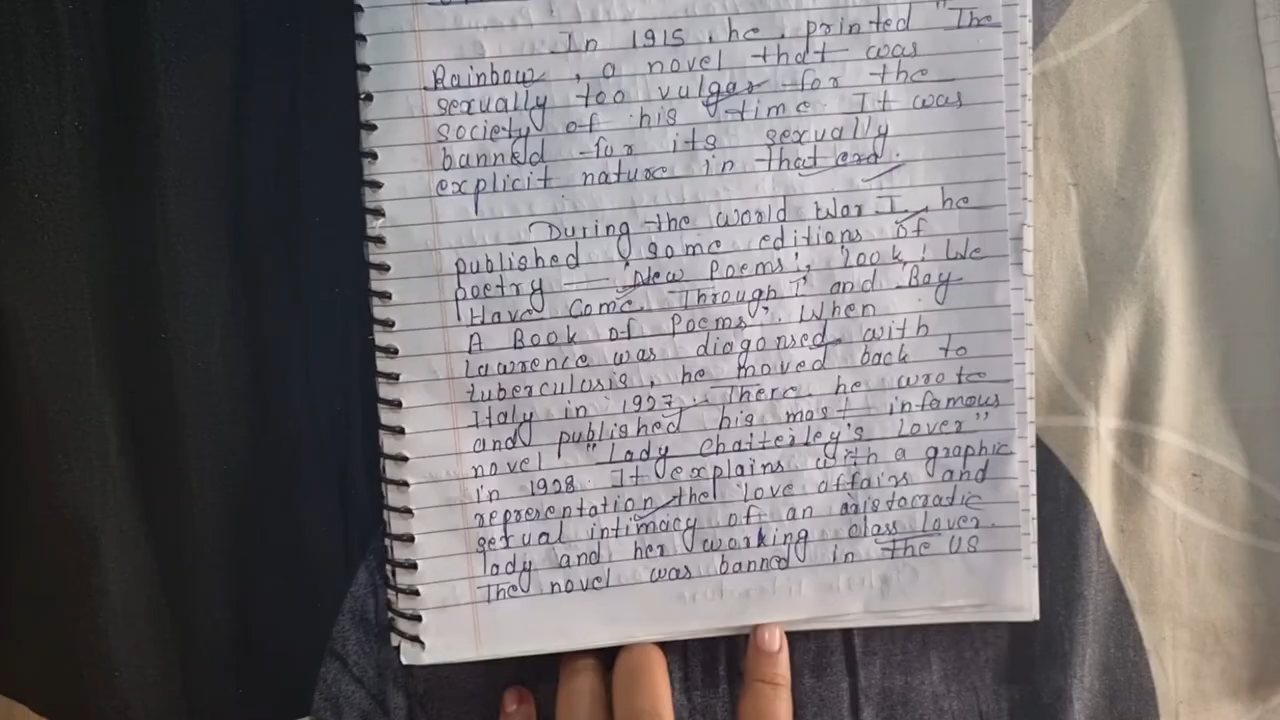 In 1915, he printed "The
Rainbow, a novel that was
sexually too vulgar for the
society of his time. It was
banned for its sexually
explicit nature in that era.
During the world War I, he
published some editions of
poetry — 'New Poems', 'Look! We
Have Come Through!' and 'Bay
A Book of Poems'. When
Lawrence was diagonsed with
tuberculosis, he moved back to
Italy in 1927. There he wrote
and published his most infamous
novel "Lady Chatterley's Lover"
in 1928. It explains with a graphic
representation the love affairs and
sexual intimacy of an aristocratic
lady and her working class lover.
The novel was banned in the US